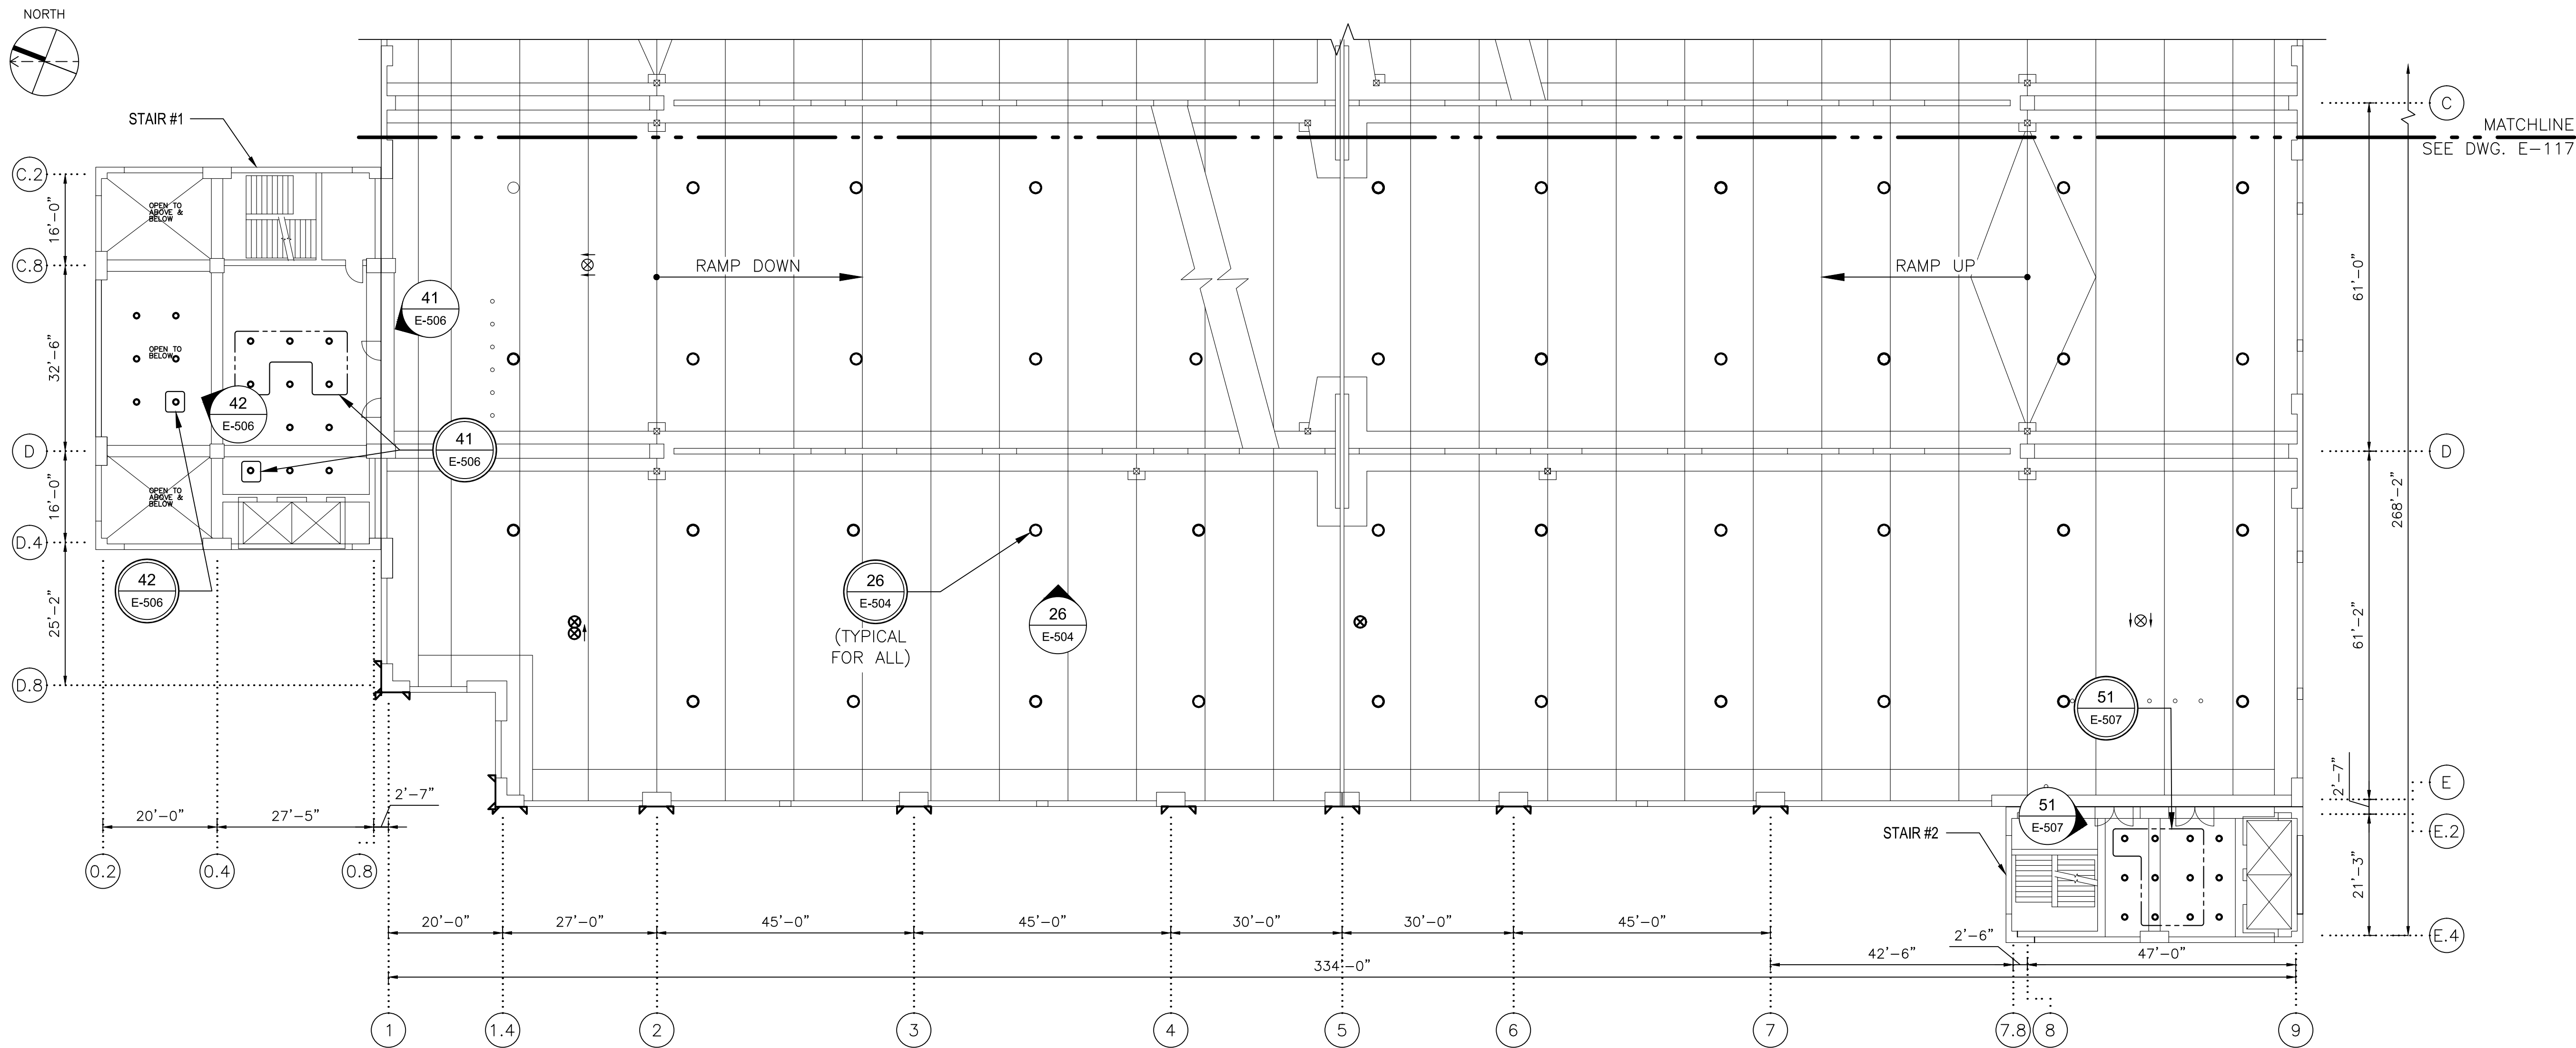 NORTH
STAIR #1
MATCHLINE
SEE DWG. E-117
C
C.2
16'-0"
OPEN TO
ABOVE &
BELOW
C.8
RAMP DOWN
RAMP UP
61'-0"
41
E-506
32'-6"
OPEN TO
BELOW
42
E-506
41
E-506
D
D
16'-0"
OPEN TO
ABOVE &
BELOW
268'-2"
D.4
42
E-506
26
E-504
(TYPICAL
FOR ALL)
26
E-504
25'-2"
61'-2"
D.8
51
E-507
2'-7"
2'-7"
E
51
E-507
STAIR #2
E.2
20'-0"
27'-5"
0.2
0.4
0.8
21'-3"
20'-0"
27'-0"
45'-0"
45'-0"
30'-0"
30'-0"
45'-0"
2'-6"
E.4
42'-6"
47'-0"
334'-0"
1
1.4
2
3
4
5
6
7
7.8
8
9